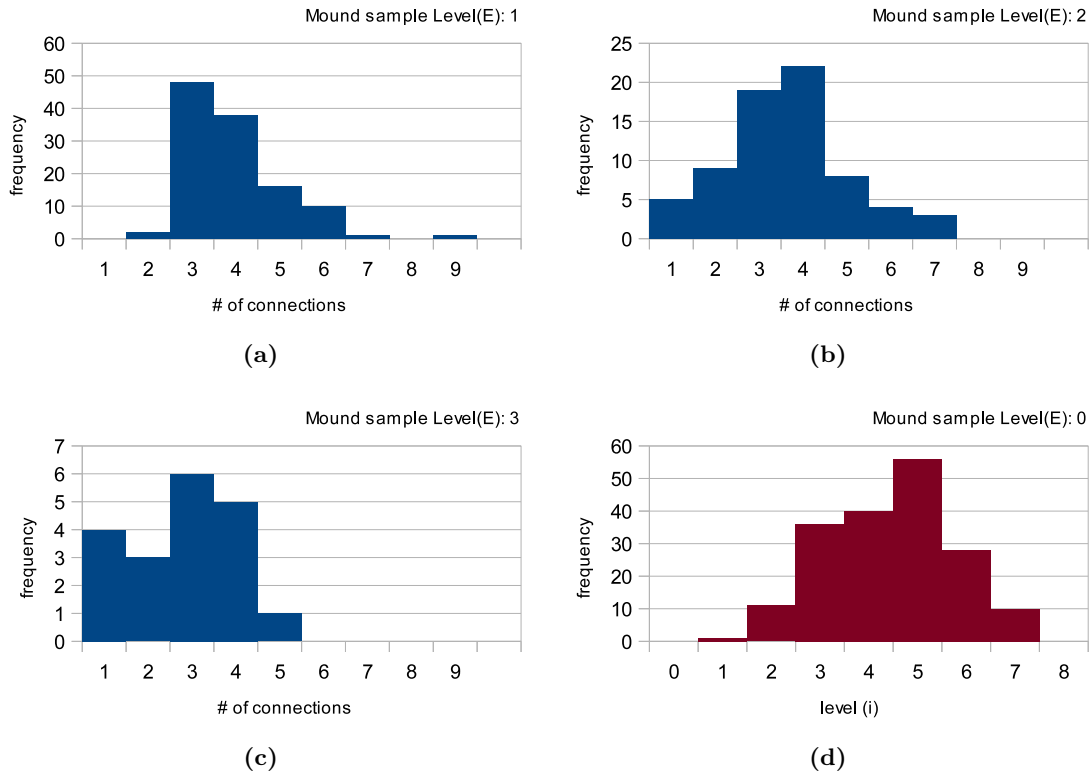 Mound sample Level(E): 1
60
50
40
30
20
10
0
frequency
1 2 3 4 5 6 7 8 9
# of connections
(a)
Mound sample Level(E): 2
25
20
15
10
5
0
frequency
1 2 3 4 5 6 7 8 9
# of connections
(b)
Mound sample Level(E): 3
7
6
5
4
3
2
1
0
frequency
1 2 3 4 5 6 7 8 9
# of connections
(c)
Mound sample Level(E): 0
60
50
40
30
20
10
0
frequency
0 1 2 3 4 5 6 7 8
level (i)
(d)